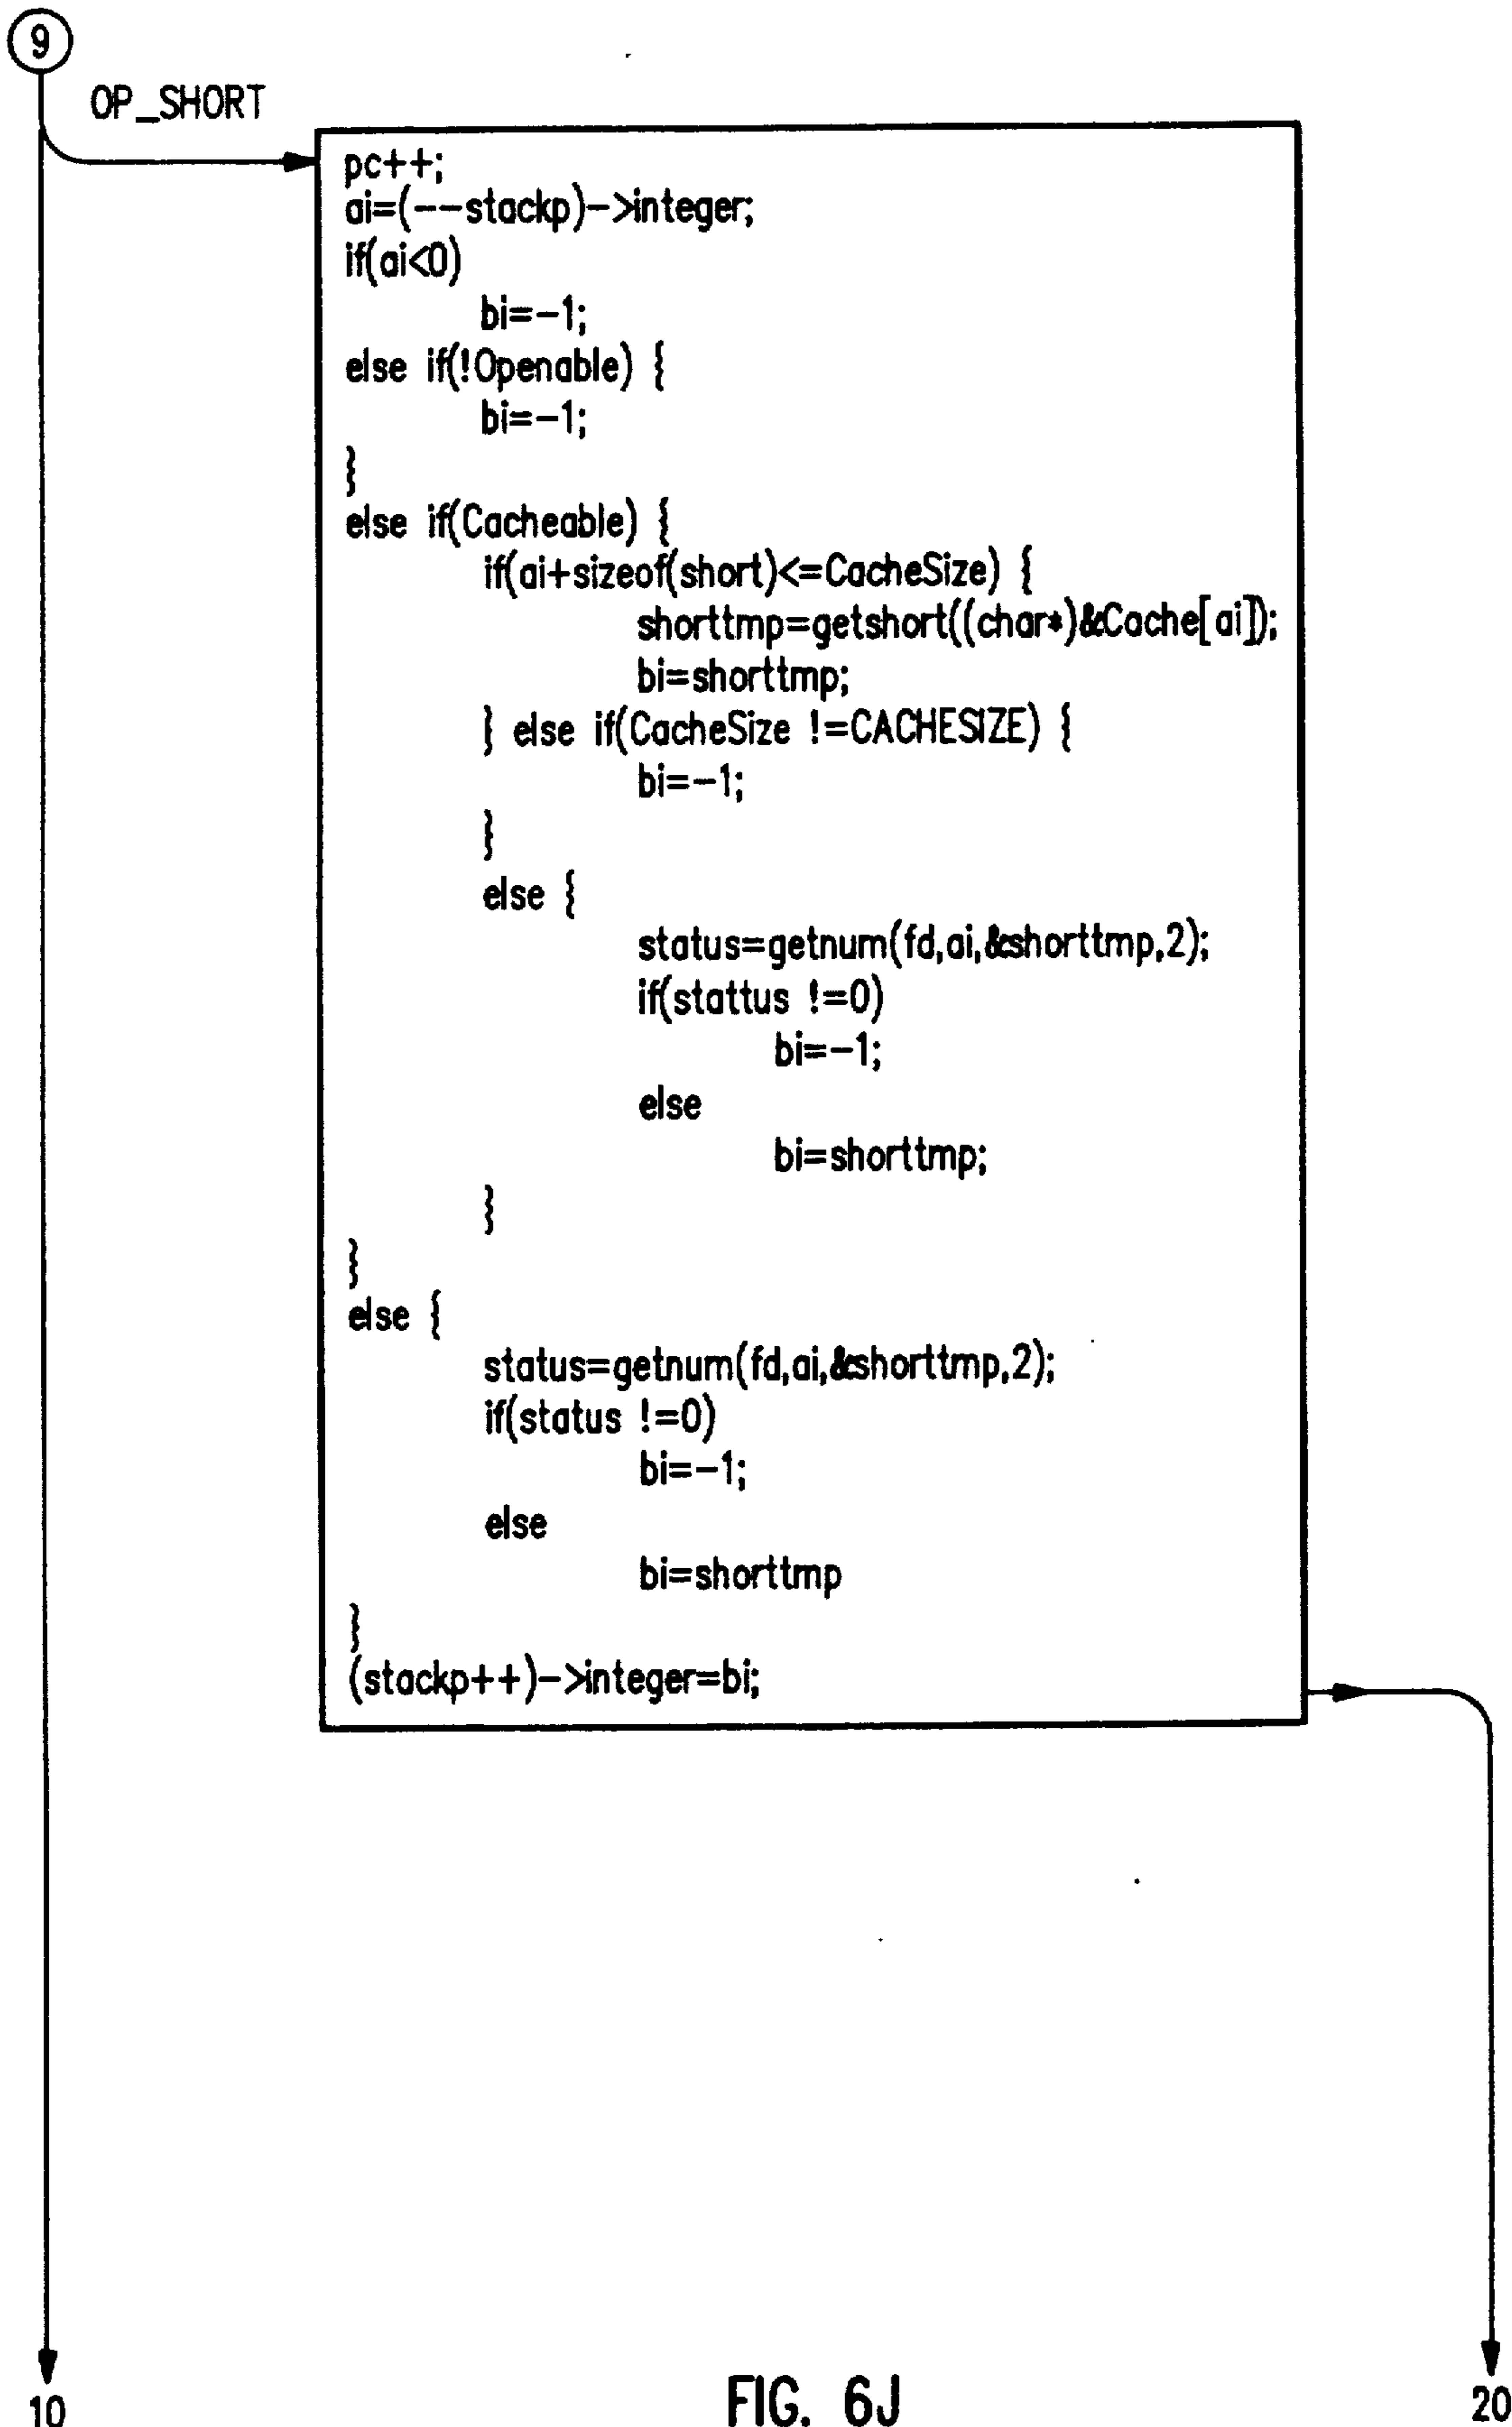 9
OP_SHORT
pc++;
ai=(--stackp)->integer;
if(ai<0)
bi=-1;
else if(!Openable) {
bi=-1;
}
else if(Cacheable) {
if(ai+sizeof(short)<=CacheSize) {
shorttmp=getshort((char*)&Cache[ai]);
bi=shorttmp;
} else if(CacheSize !=CACHESIZE) {
bi=-1;
}
else {
status=getnum(fd,ai,&shorttmp,2);
if(stattus !=0)
bi=-1;
else
bi=shorttmp;
}
}
else {
status=getnum(fd,ai,&shorttmp,2);
if(status !=0)
bi=-1;
else
bi=shorttmp
}
(stackp++)->integer=bi;
10
FIG. 6J
20